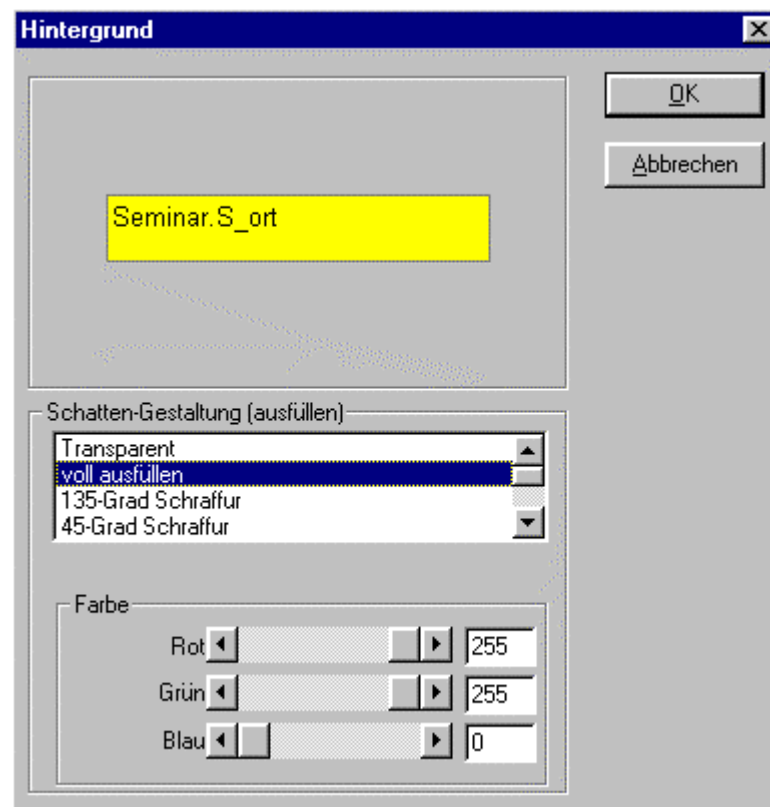 Hintergrund
OK
Abbrechen
Seminar.S_ort
Schatten-Gestaltung (ausfüllen)
Transparent
voll ausfüllen
135-Grad Schraffur
45-Grad Schraffur
Farbe
Rot 255
Grün 255
Blau 0